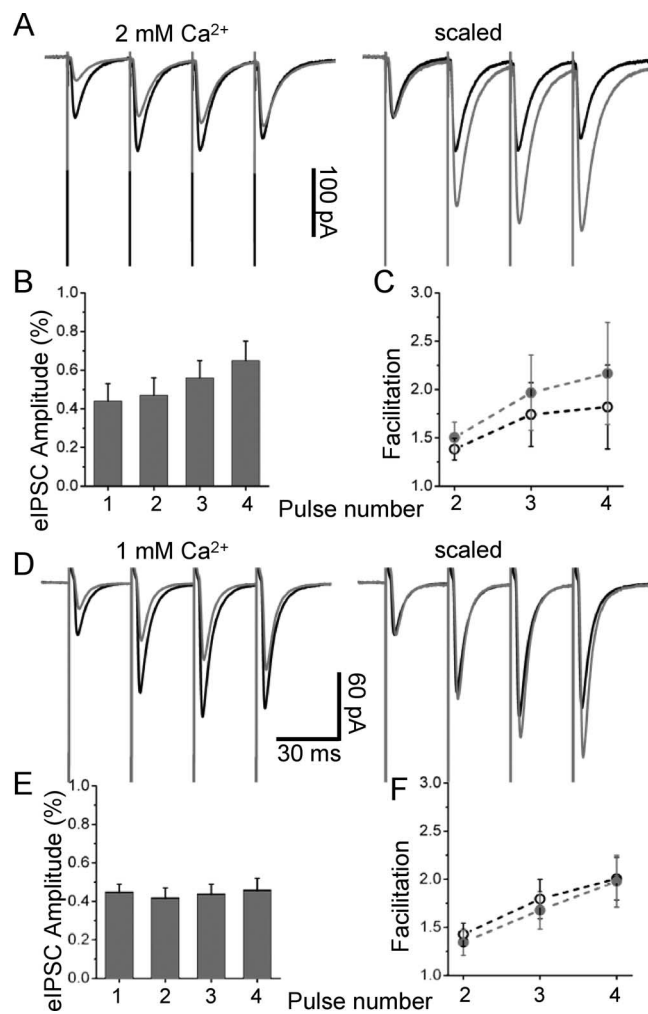 A
2 mM Ca²⁺
scaled
100 pA
B
eIPSC Amplitude (%)
1.0
0.8
0.6
0.4
0.2
0.0
1 2 3 4
Pulse number
C
Facilitation
3.0
2.5
2.0
1.5
1.0
2 3 4
D
1 mM Ca²⁺
scaled
60 pA
30 ms
E
eIPSC Amplitude (%)
1.0
0.8
0.6
0.4
0.2
0.0
1 2 3 4
Pulse number
F
Facilitation
3.0
2.5
2.0
1.5
1.0
2 3 4